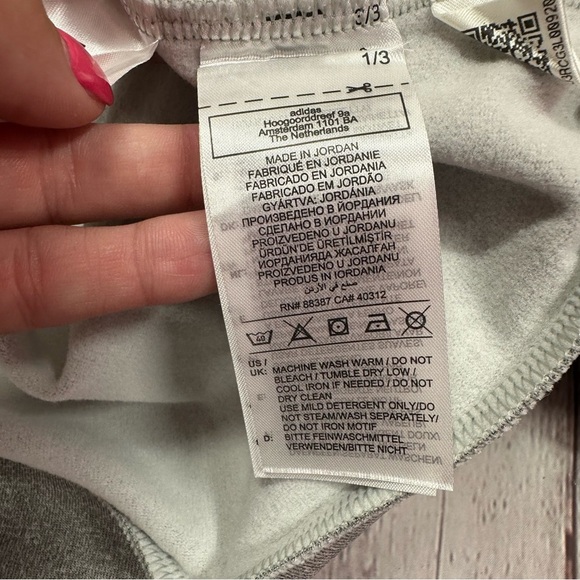 3/3
1/3
adidas
Hoogoorddreef 9a
Amsterdam 1101 BA
The Netherlands
MADE IN JORDAN
FABRIQUÉ EN JORDANIE
FABRICADO EN JORDANIA
FABRICADO EM JORDÃO
GYÁRTVA: JORDÁNIA
ПРОИЗВЕДЕНО В ЙОРДАНИЯ
СДЕЛАНО В ИОРДАНИИ
PROIZVEDENO U JORDANU
ÜRDÜN'DE ÜRETİLMİŞTİR
ИОРДАНИЯДА ЖАСАЛҒАН
PROIZVEDENO U JORDANU
PRODUS IN IORDANIA
صنع في الأردن
RN# 88387 CA# 40312
40
US / UK: MACHINE WASH WARM / DO NOT
BLEACH / TUMBLE DRY LOW /
COOL IRON IF NEEDED / DO NOT
DRY CLEAN
USE MILD DETERGENT ONLY/DO
NOT STEAM/WASH SEPARATELY/
DO NOT IRON MOTIF
D: BITTE FEINWASCHMITTEL
VERWENDEN/BITTE NICHT